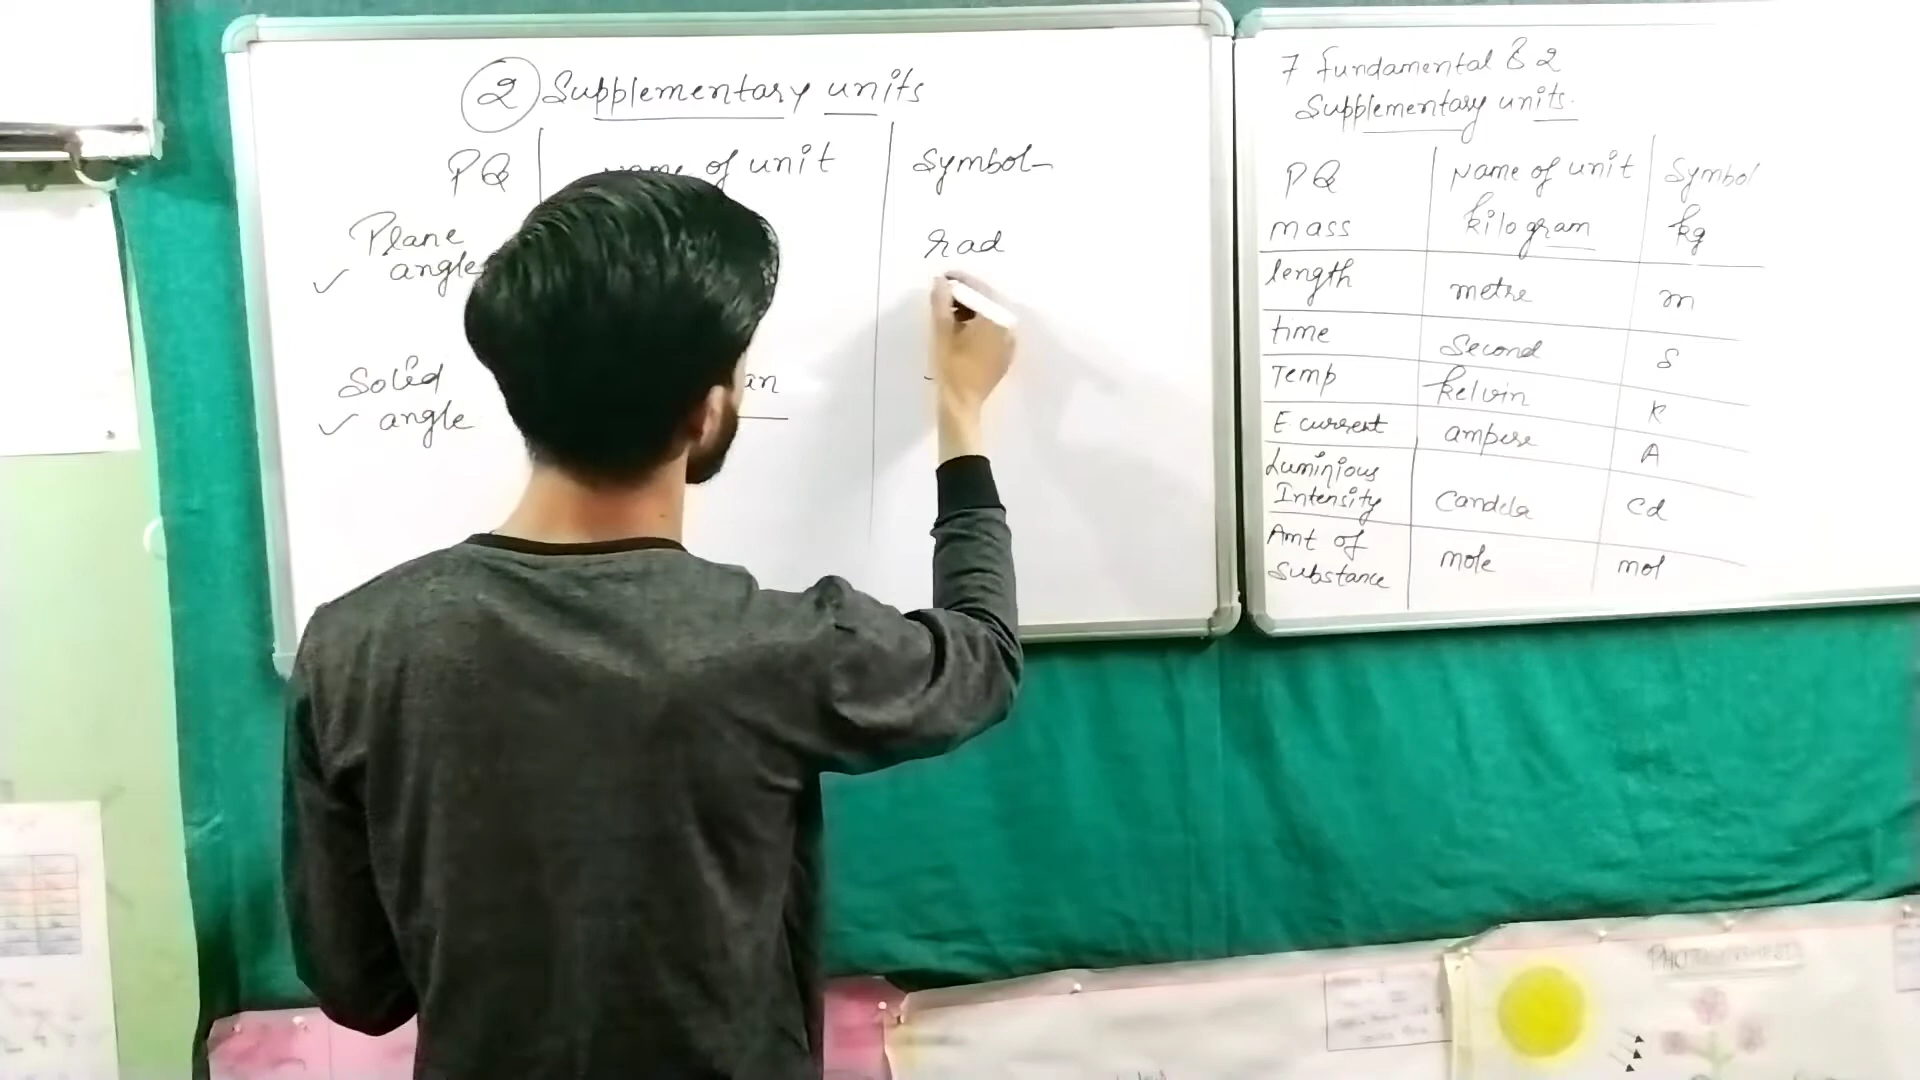 2 Supplementary units
PQ of unit Symbol
Plane rad
angle
Solid
angle
7 fundamental & 2
Supplementary units.
PQ Name of unit Symbol
mass kilogram kg
length metre m
time Second S
Temp kelvin K
E. current ampere A
Luminious
Intensity Candela Cd
Amt of
Substance mole mol